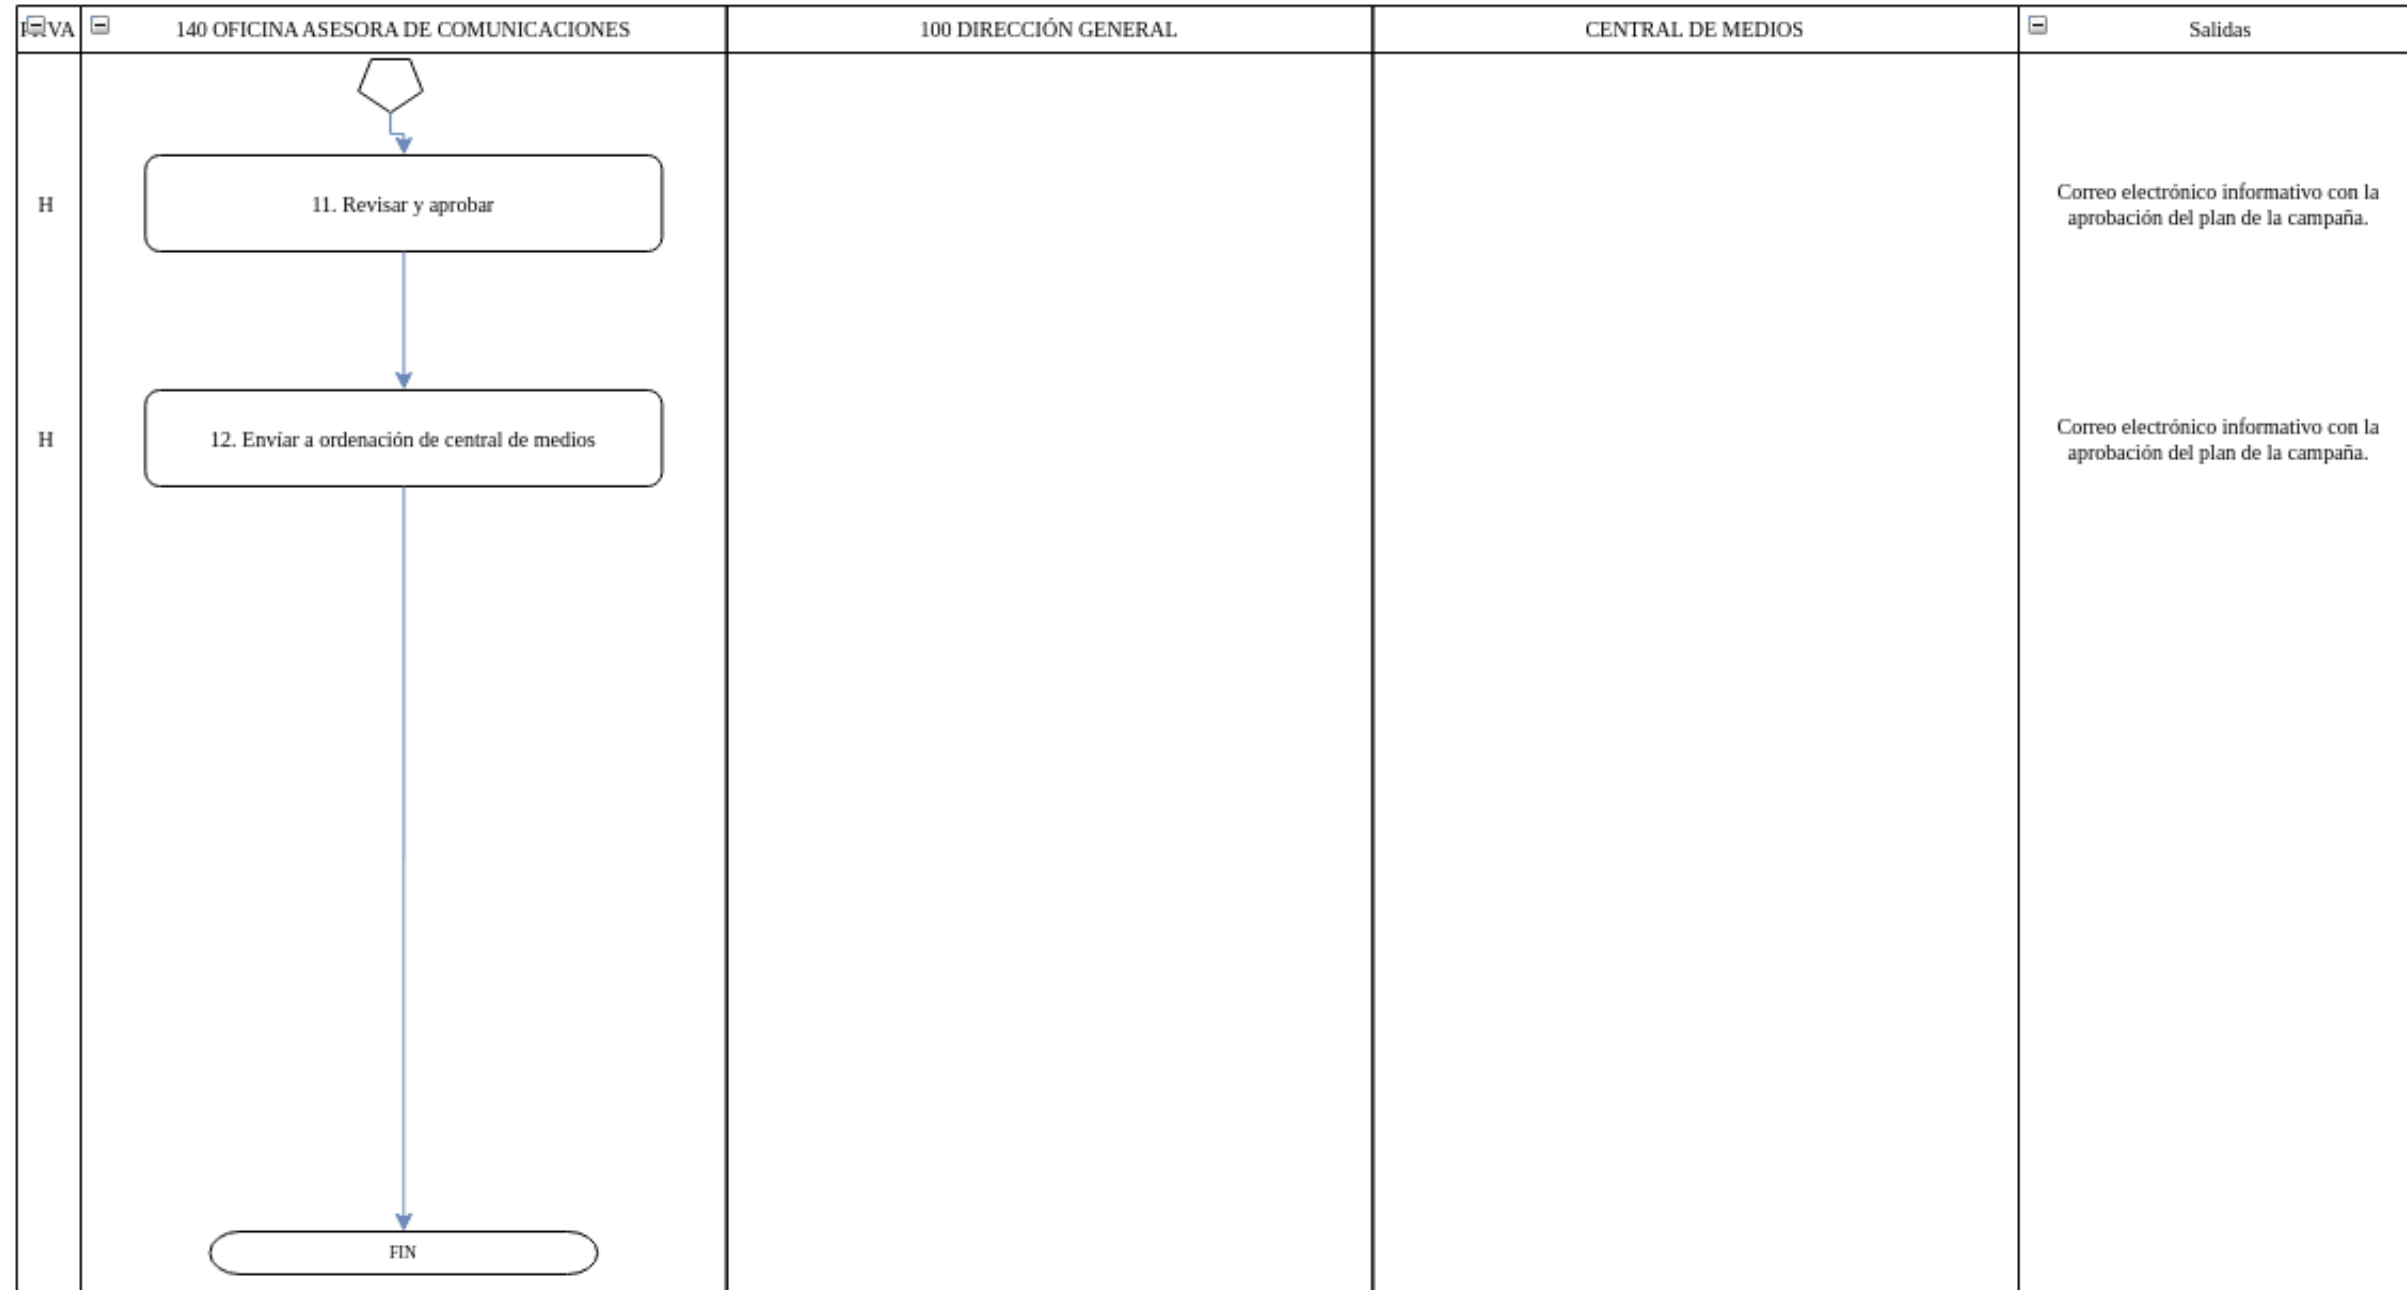 VA
140 OFICINA ASESORA DE COMUNICACIONES
100 DIRECCIÓN GENERAL
CENTRAL DE MEDIOS
Salidas
H
11. Revisar y aprobar
Correo electrónico informativo con la
aprobación del plan de la campaña.
H
12. Enviar a ordenación de central de medios
Correo electrónico informativo con la
aprobación del plan de la campaña.
FIN